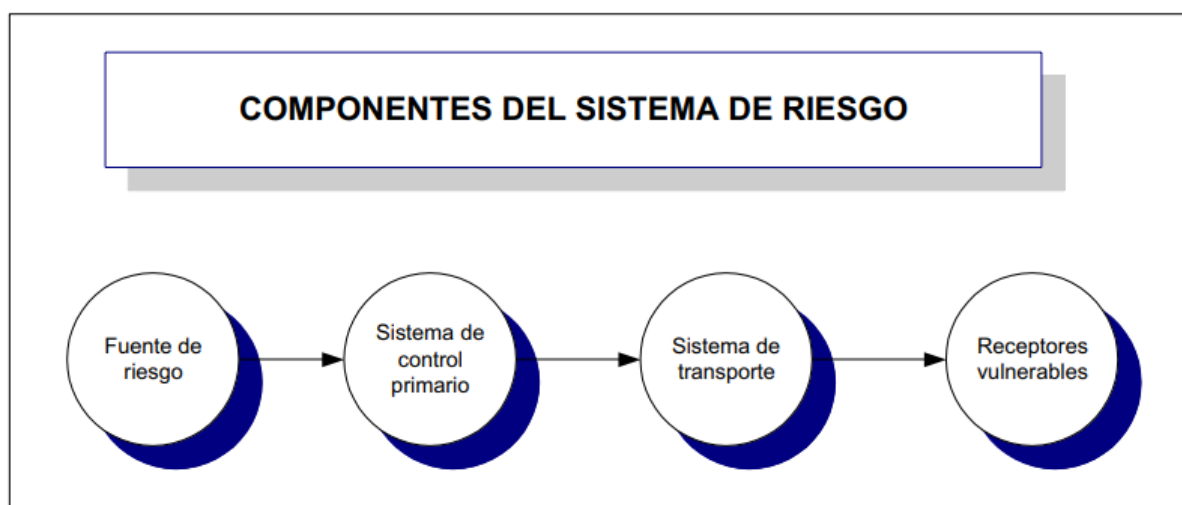 COMPONENTES DEL SISTEMA DE RIESGO
Fuente de
riesgo
Sistema de
control
primario
Sistema de
transporte
Receptores
vulnerables